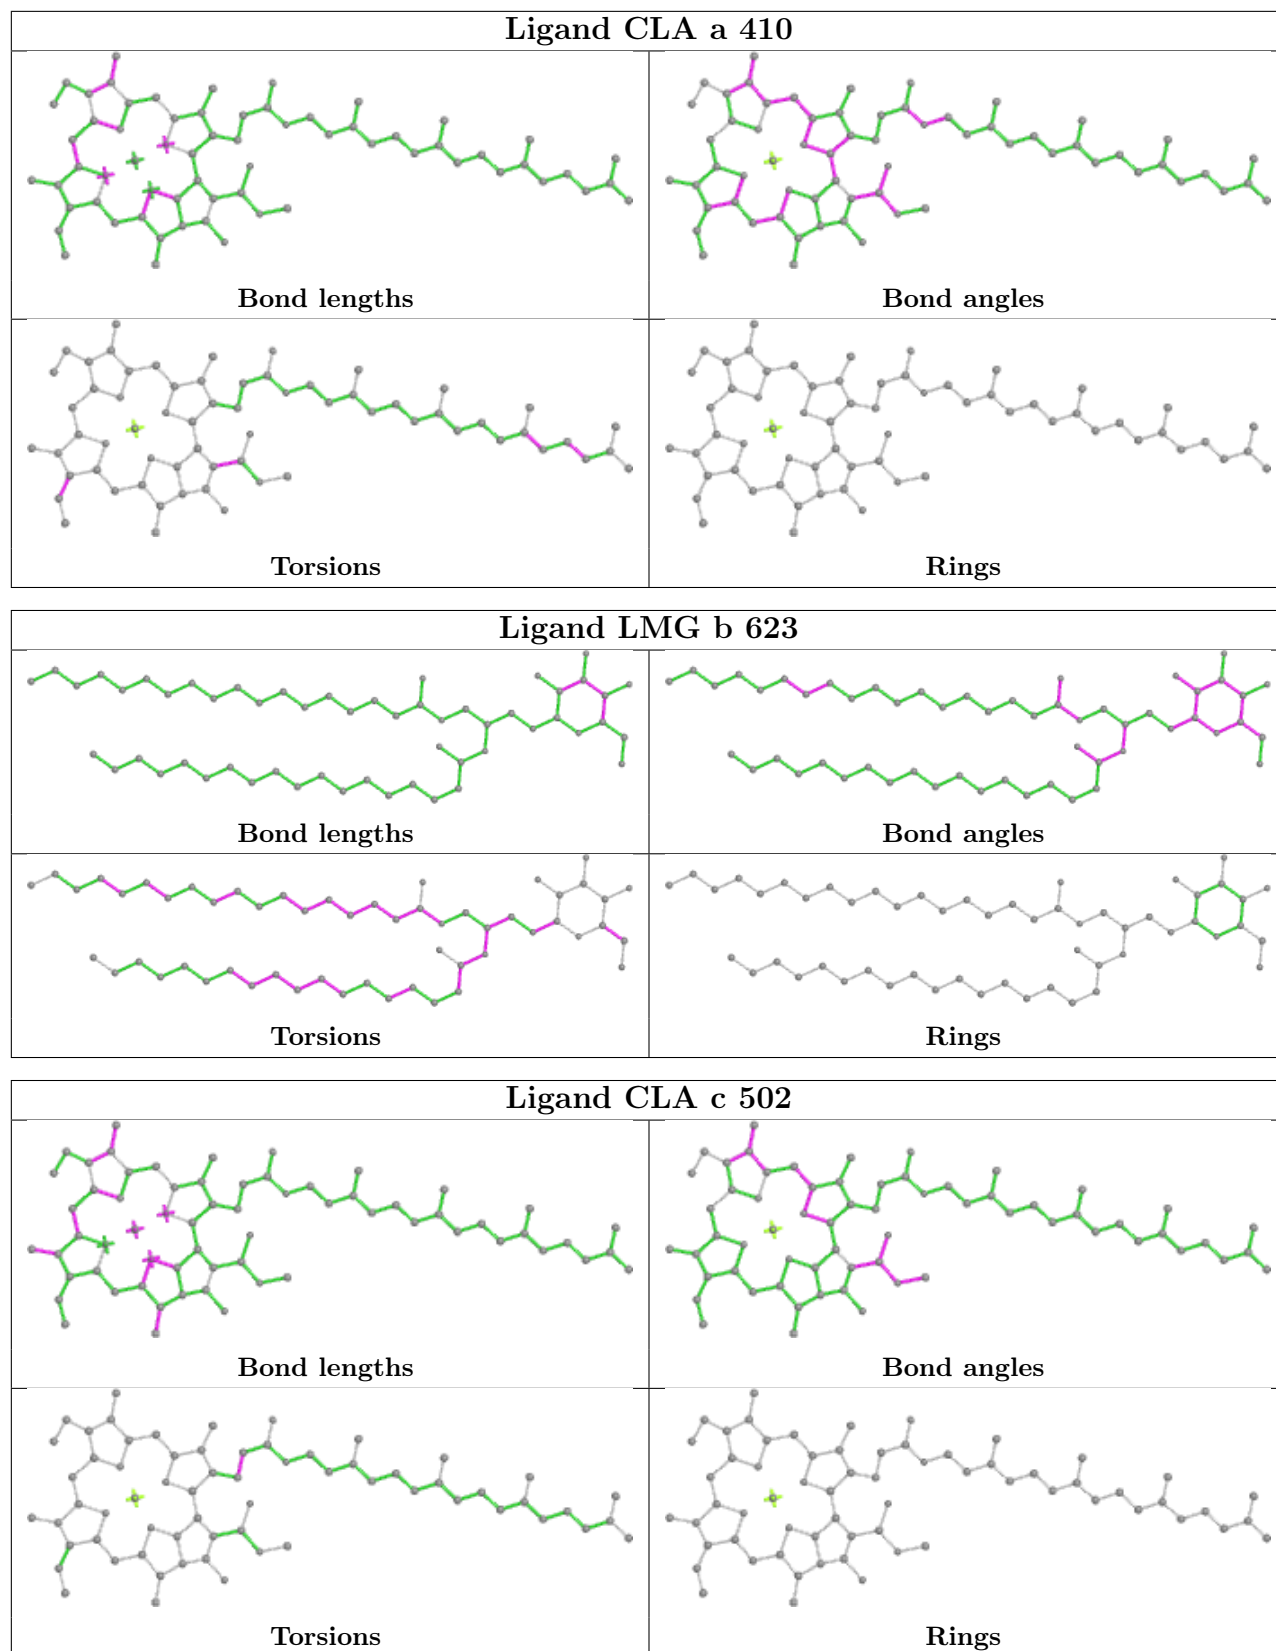 Ligand CLA a 410
Bond lengths
Bond angles
Torsions
Rings
Ligand LMG b 623
Bond lengths
Bond angles
Torsions
Rings
Ligand CLA c 502
Bond lengths
Bond angles
Torsions
Rings